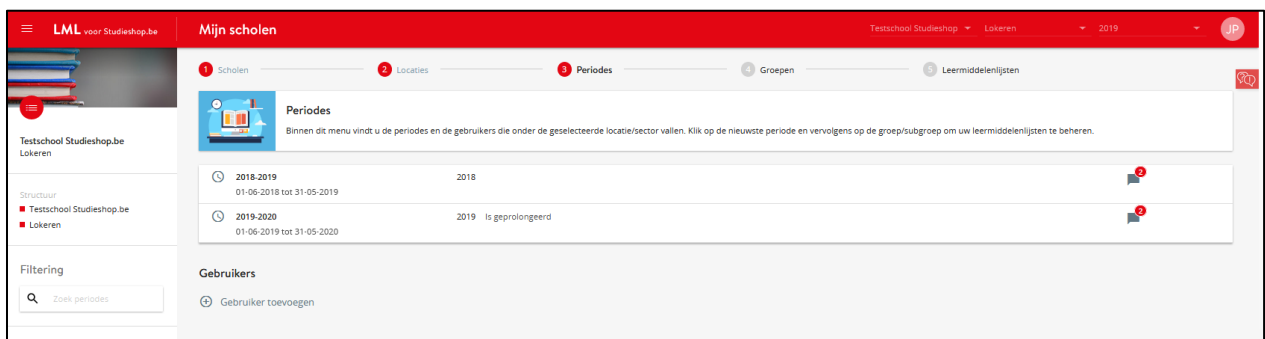 LML voor Studieshop.be
Mijn scholen
Testschool Studieshop Lokeren 2019 JP
1 Scholen 2 Locaties 3 Periodes 4 Groepen 5 Leermiddelenlijsten
Testschool Studieshop.be
Lokeren
Structuur
Testschool Studieshop.be
Lokeren
Filtering
Zoek periodes
Periodes
Binnen dit menu vindt u de periodes en de gebruikers die onder de geselecteerde locatie/sector vallen. Klik op de nieuwste periode en vervolgens op de groep/subgroep om uw leermiddelenlijsten te beheren.
2018-2019 2018 2
01-06-2018 tot 31-05-2019
2019-2020 2019 Is geprolongeerd 2
01-06-2019 tot 31-05-2020
Gebruikers
Gebruiker toevoegen